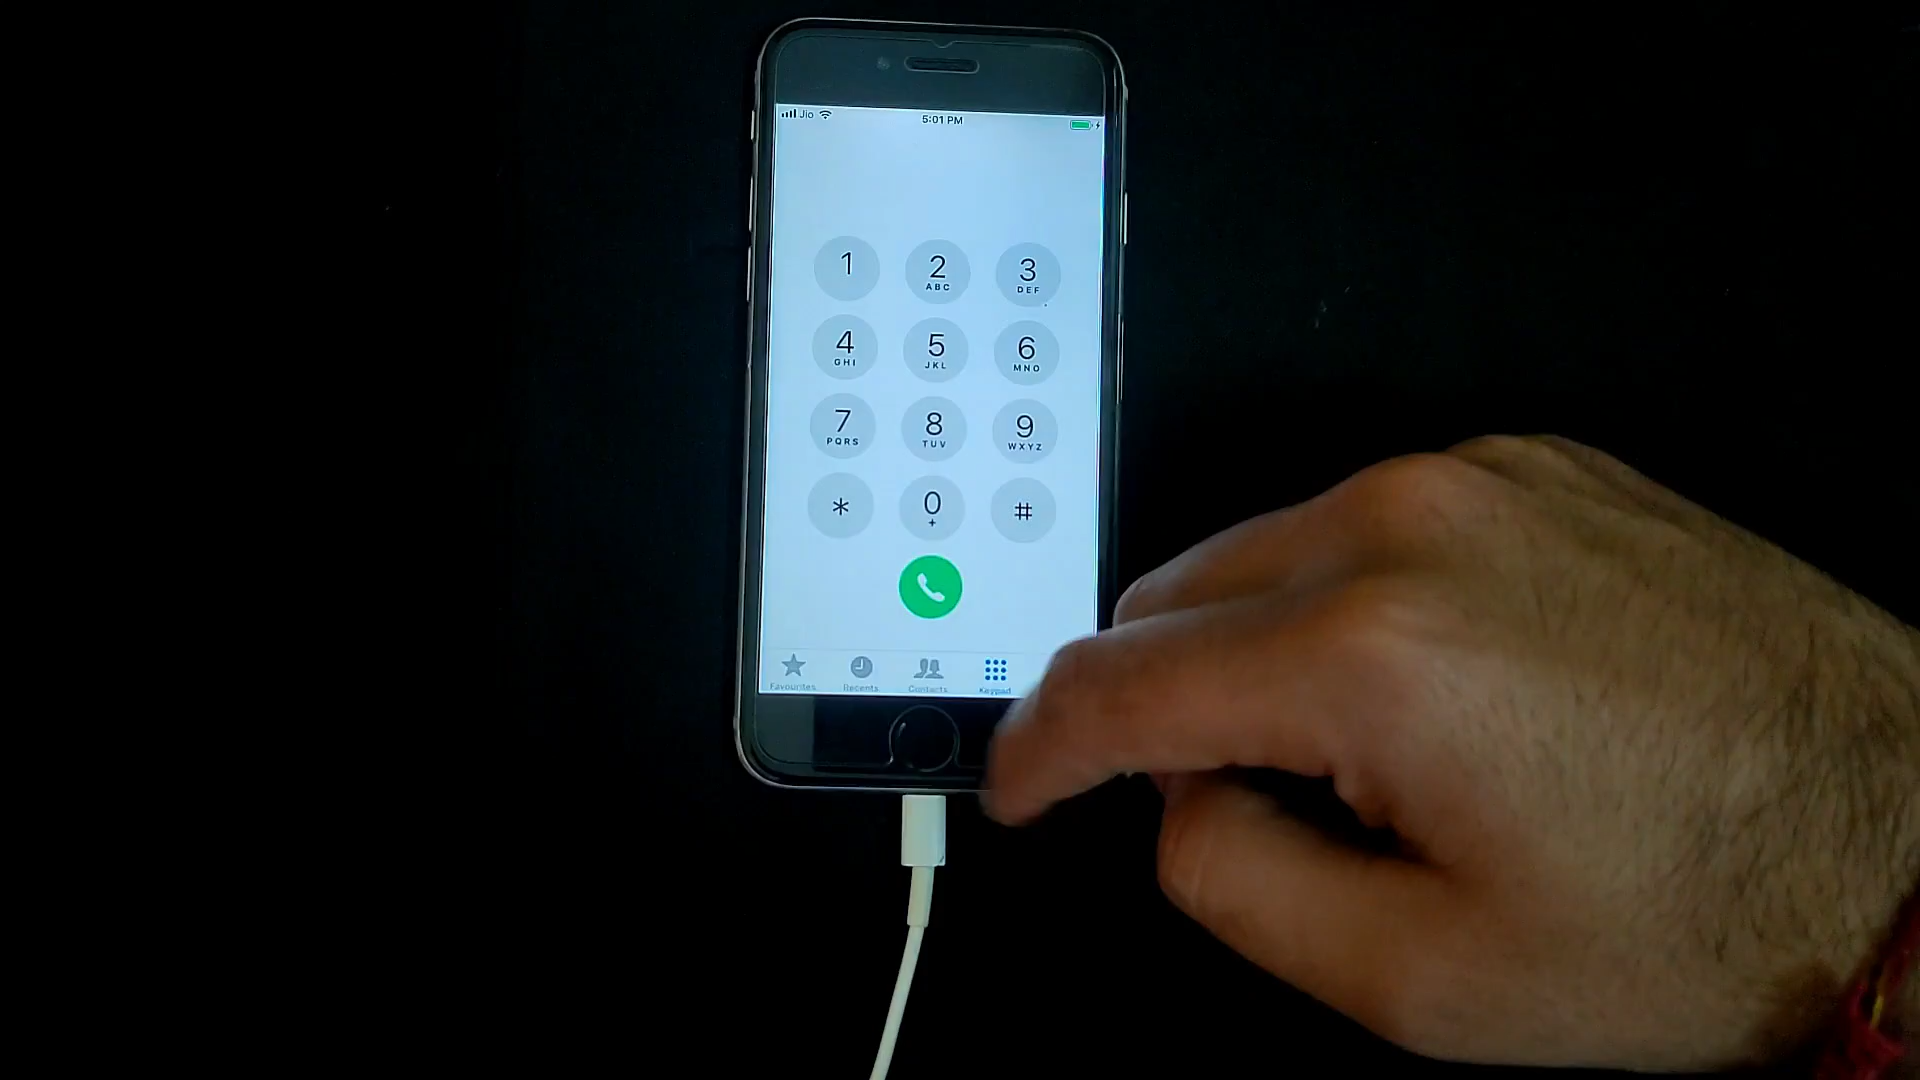 Jio 5:01 PM
1 2 3
ABC DEF
4 5 6
GHI JKL MNO
7 8 9
PQRS TUV WXYZ
* 0 #
+
Favourites Recents Contacts Keypad